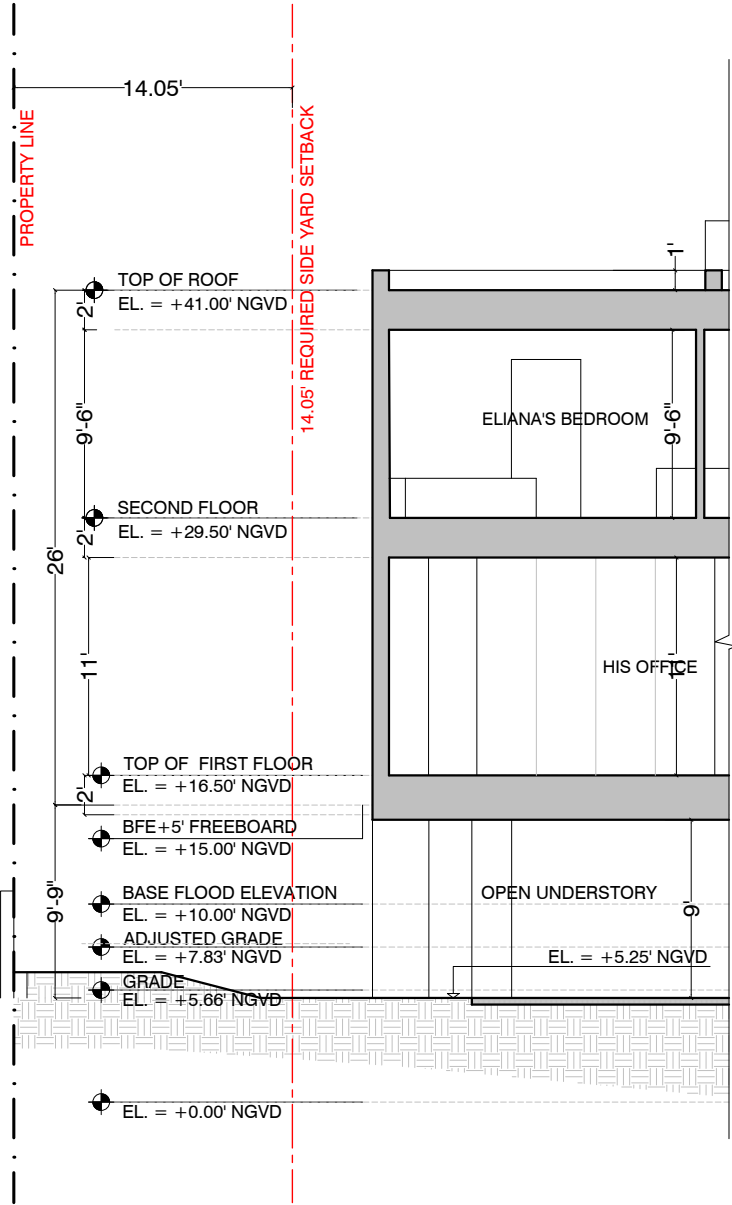 14.05'
PROPERTY LINE
14.05' REQUIRED SIDE YARD SETBACK
1'
TOP OF ROOF
EL. = +41.00' NGVD
2'
9'-6"
ELIANA'S BEDROOM
9'-6"
SECOND FLOOR
EL. = +29.50' NGVD
2'
26'
11'
HIS OFFICE
11'
TOP OF FIRST FLOOR
EL. = +16.50' NGVD
2'
BFE+5' FREEBOARD
EL. = +15.00' NGVD
9'-9"
BASE FLOOD ELEVATION
EL. = +10.00' NGVD
OPEN UNDERSTORY
9'
ADJUSTED GRADE
EL. = +7.83' NGVD
EL. = +5.25' NGVD
GRADE
EL. = +5.66' NGVD
EL. = +0.00' NGVD